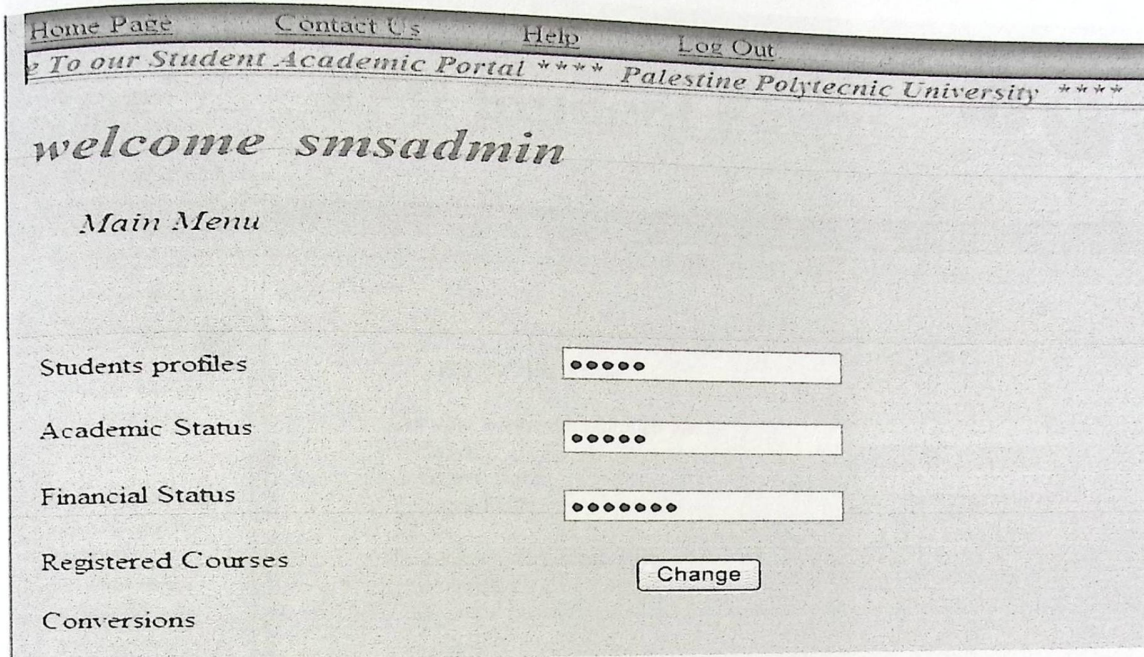 Home Page Contact Us Help Log Out
e To our Student Academic Portal **** Palestine Polytecnic University ****
welcome smsadmin
Main Menu
Students profiles •••••
Academic Status •••••
Financial Status •••••••
Registered Courses Change
Conversions